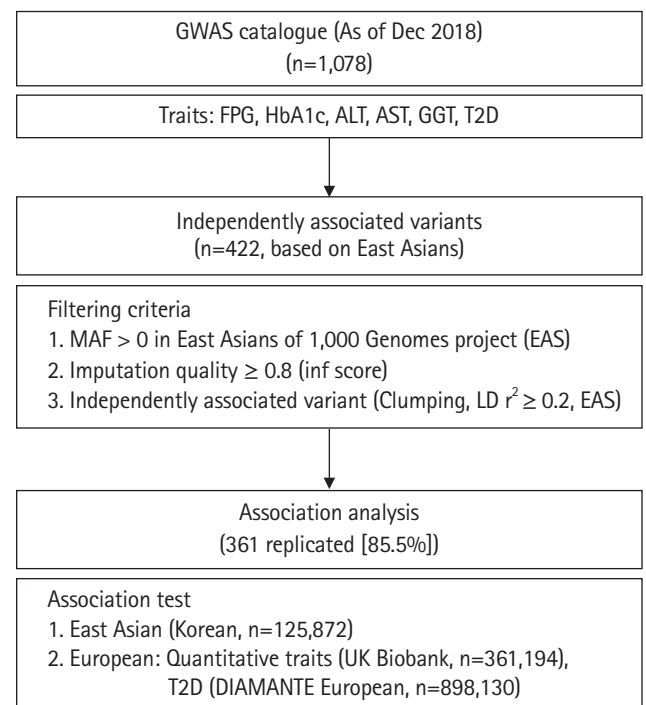 GWAS catalogue (As of Dec 2018)
(n=1,078)
Traits: FPG, HbA1c, ALT, AST, GGT, T2D
Independently associated variants
(n=422, based on East Asians)
Filtering criteria
1. MAF > 0 in East Asians of 1,000 Genomes project (EAS)
2. Imputation quality ≥ 0.8 (inf score)
3. Independently associated variant (Clumping, LD r² ≥ 0.2, EAS)
Association analysis
(361 replicated [85.5%])
Association test
1. East Asian (Korean, n=125,872)
2. European: Quantitative traits (UK Biobank, n=361,194),
T2D (DIAMANTE European, n=898,130)